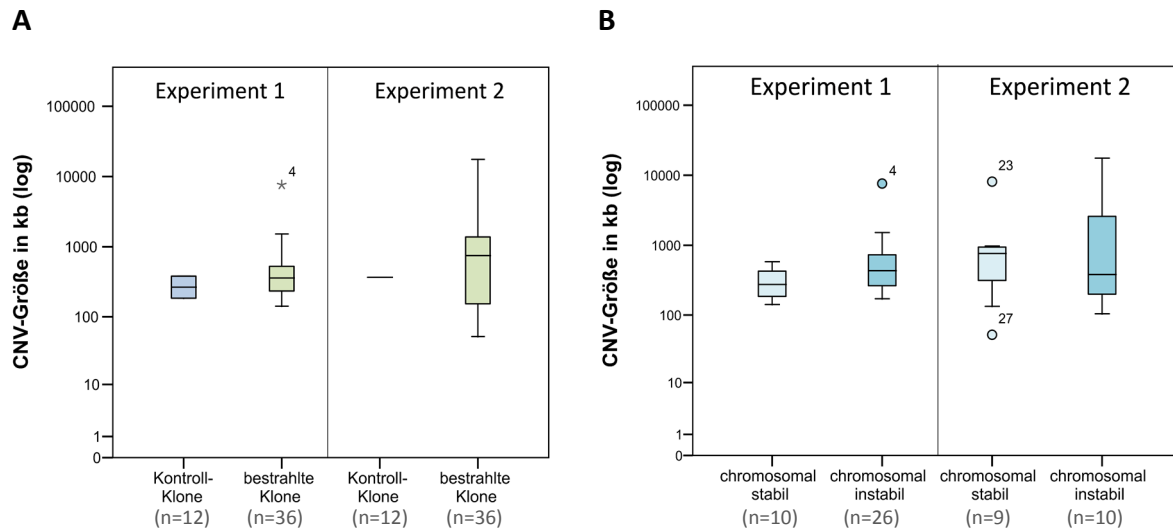 A
Experiment 1
Experiment 2
CNV-Größe in kb (log)
100000
10000
1000
100
10
1
0
4
Kontroll-
Klone
(n=12)
bestrahlte
Klone
(n=36)
Kontroll-
Klone
(n=12)
bestrahlte
Klone
(n=36)
B
Experiment 1
Experiment 2
CNV-Größe in kb (log)
100000
10000
1000
100
10
1
0
4
23
27
chromosomal
stabil
(n=10)
chromosomal
instabil
(n=26)
chromosomal
stabil
(n=9)
chromosomal
instabil
(n=10)